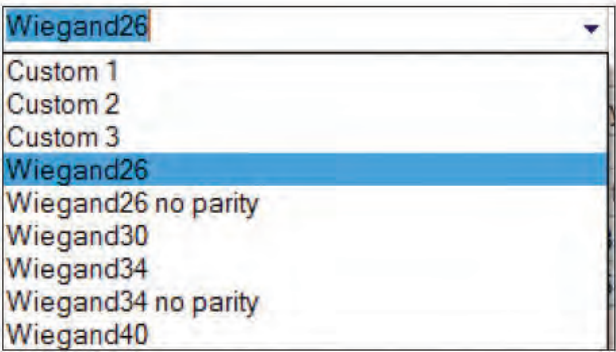 Wiegand26
Custom 1
Custom 2
Custom 3
Wiegand26
Wiegand26 no parity
Wiegand30
Wiegand34
Wiegand34 no parity
Wiegand40